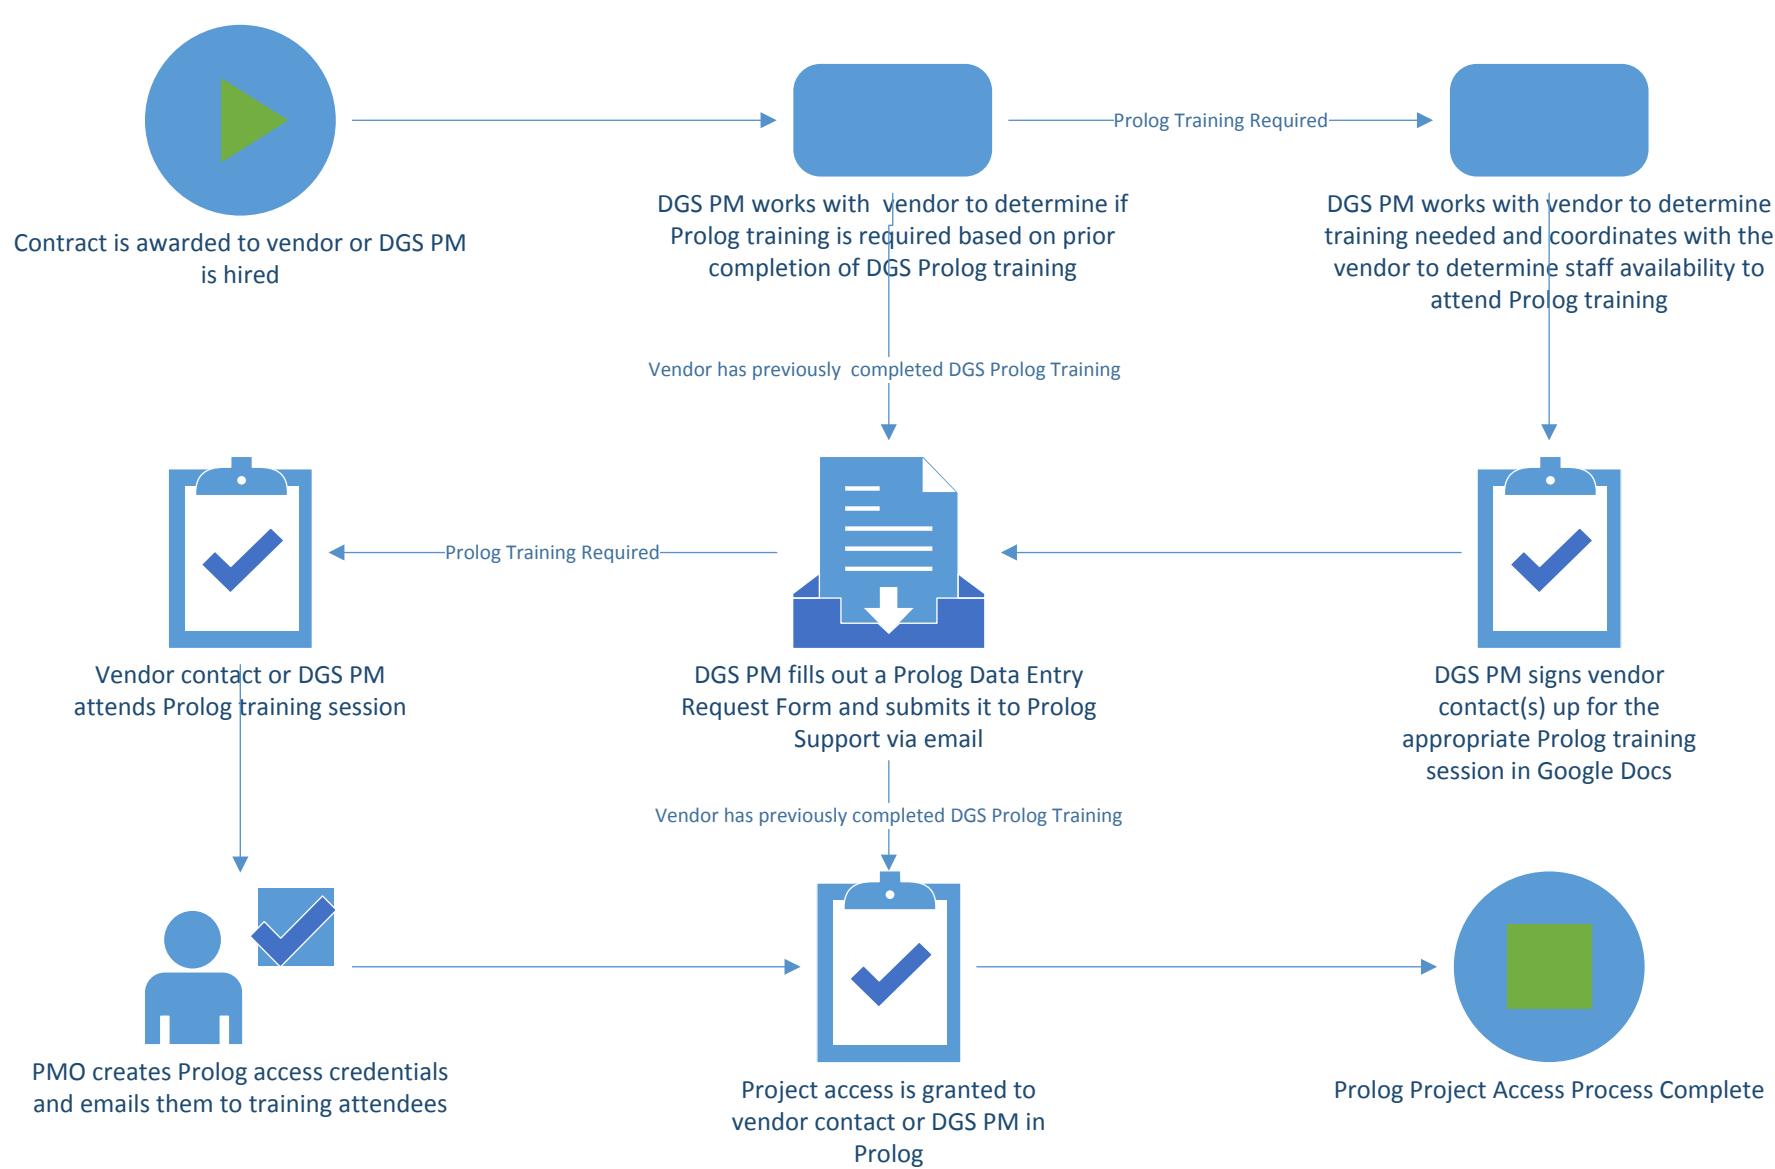 Contract is awarded to vendor or DGS PM
is hired
DGS PM works with  vendor to determine if
Prolog training is required based on prior
completion of DGS Prolog training
Prolog Training Required
DGS PM works with vendor to determine
training needed and coordinates with the
vendor to determine staff availability to
attend Prolog training
Vendor has previously  completed DGS Prolog Training
Prolog Training Required
Vendor contact or DGS PM
attends Prolog training session
DGS PM fills out a Prolog Data Entry
Request Form and submits it to Prolog
Support via email
DGS PM signs vendor
contact(s) up for the
appropriate Prolog training
session in Google Docs
Vendor has previously completed DGS Prolog Training
PMO creates Prolog access credentials
and emails them to training attendees
Project access is granted to
vendor contact or DGS PM in
Prolog
Prolog Project Access Process Complete